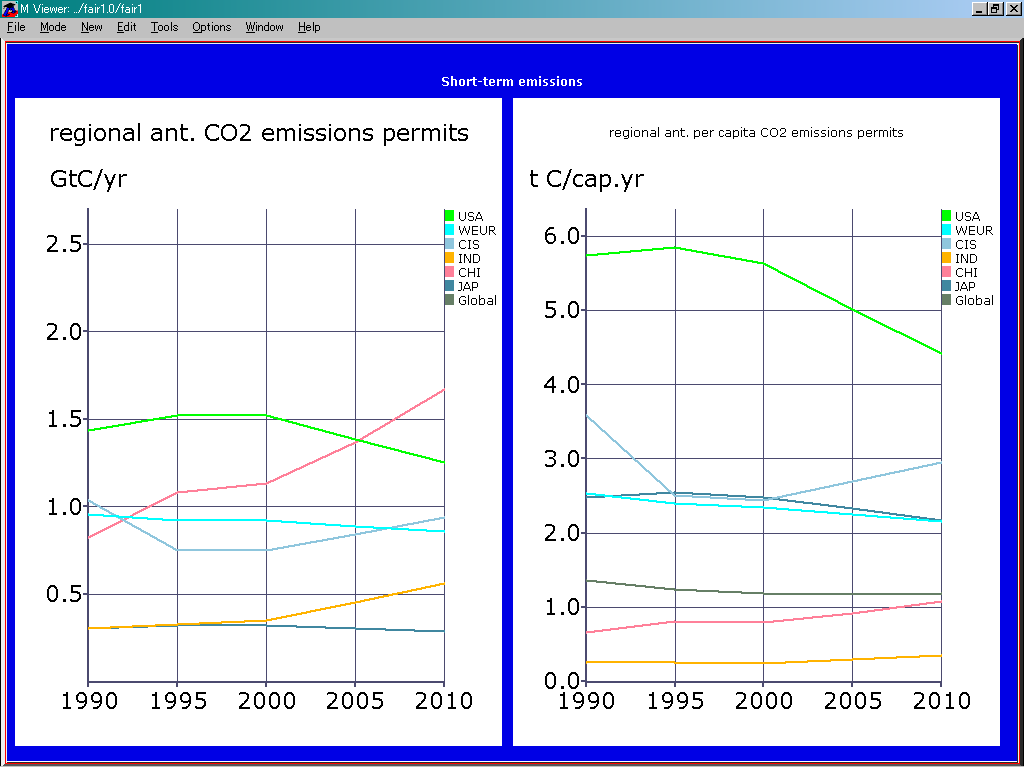 M Viewer: ../fair1.0/fair1
File Mode New Edit Tools Options Window Help
Short-term emissions
regional ant. CO2 emissions permits
GtC/yr
2.5
2.0
1.5
1.0
0.5
1990 1995 2000 2005 2010
USA
WEUR
CIS
IND
CHI
JAP
Global
regional ant. per capita CO2 emissions permits
t C/cap.yr
6.0
5.0
4.0
3.0
2.0
1.0
0.0
1990 1995 2000 2005 2010
USA
WEUR
CIS
IND
CHI
JAP
Global